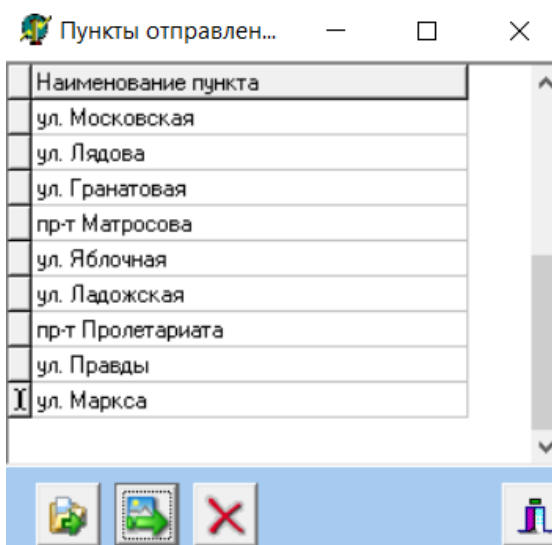 Пункты отправлен...
Наименование пункта
ул. Московская
ул. Лядова
ул. Гранатовая
пр-т Матросова
ул. Яблочная
ул. Ладожская
пр-т Пролетариата
ул. Правды
ул. Маркса